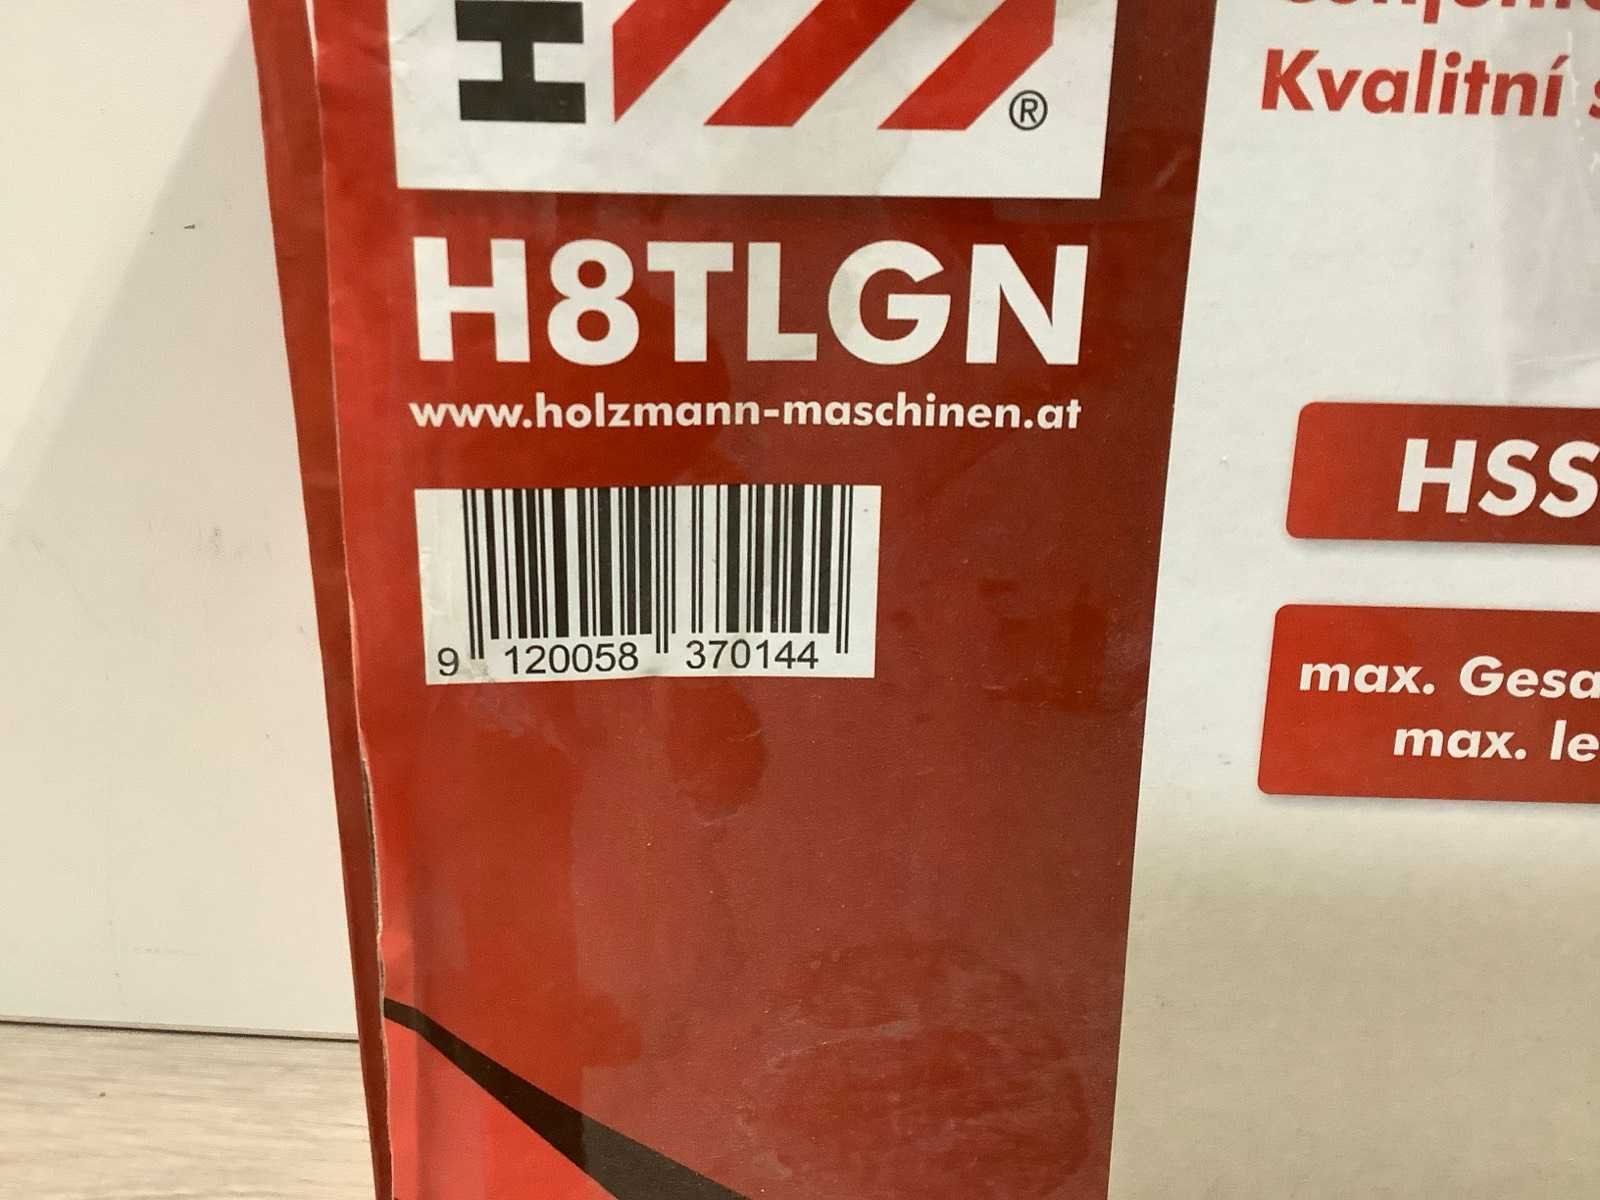 H
®
Kvalitní
H8TLGN
www.holzmann-maschinen.at
HSS
9 120058 370144
max. Gesa
max. le